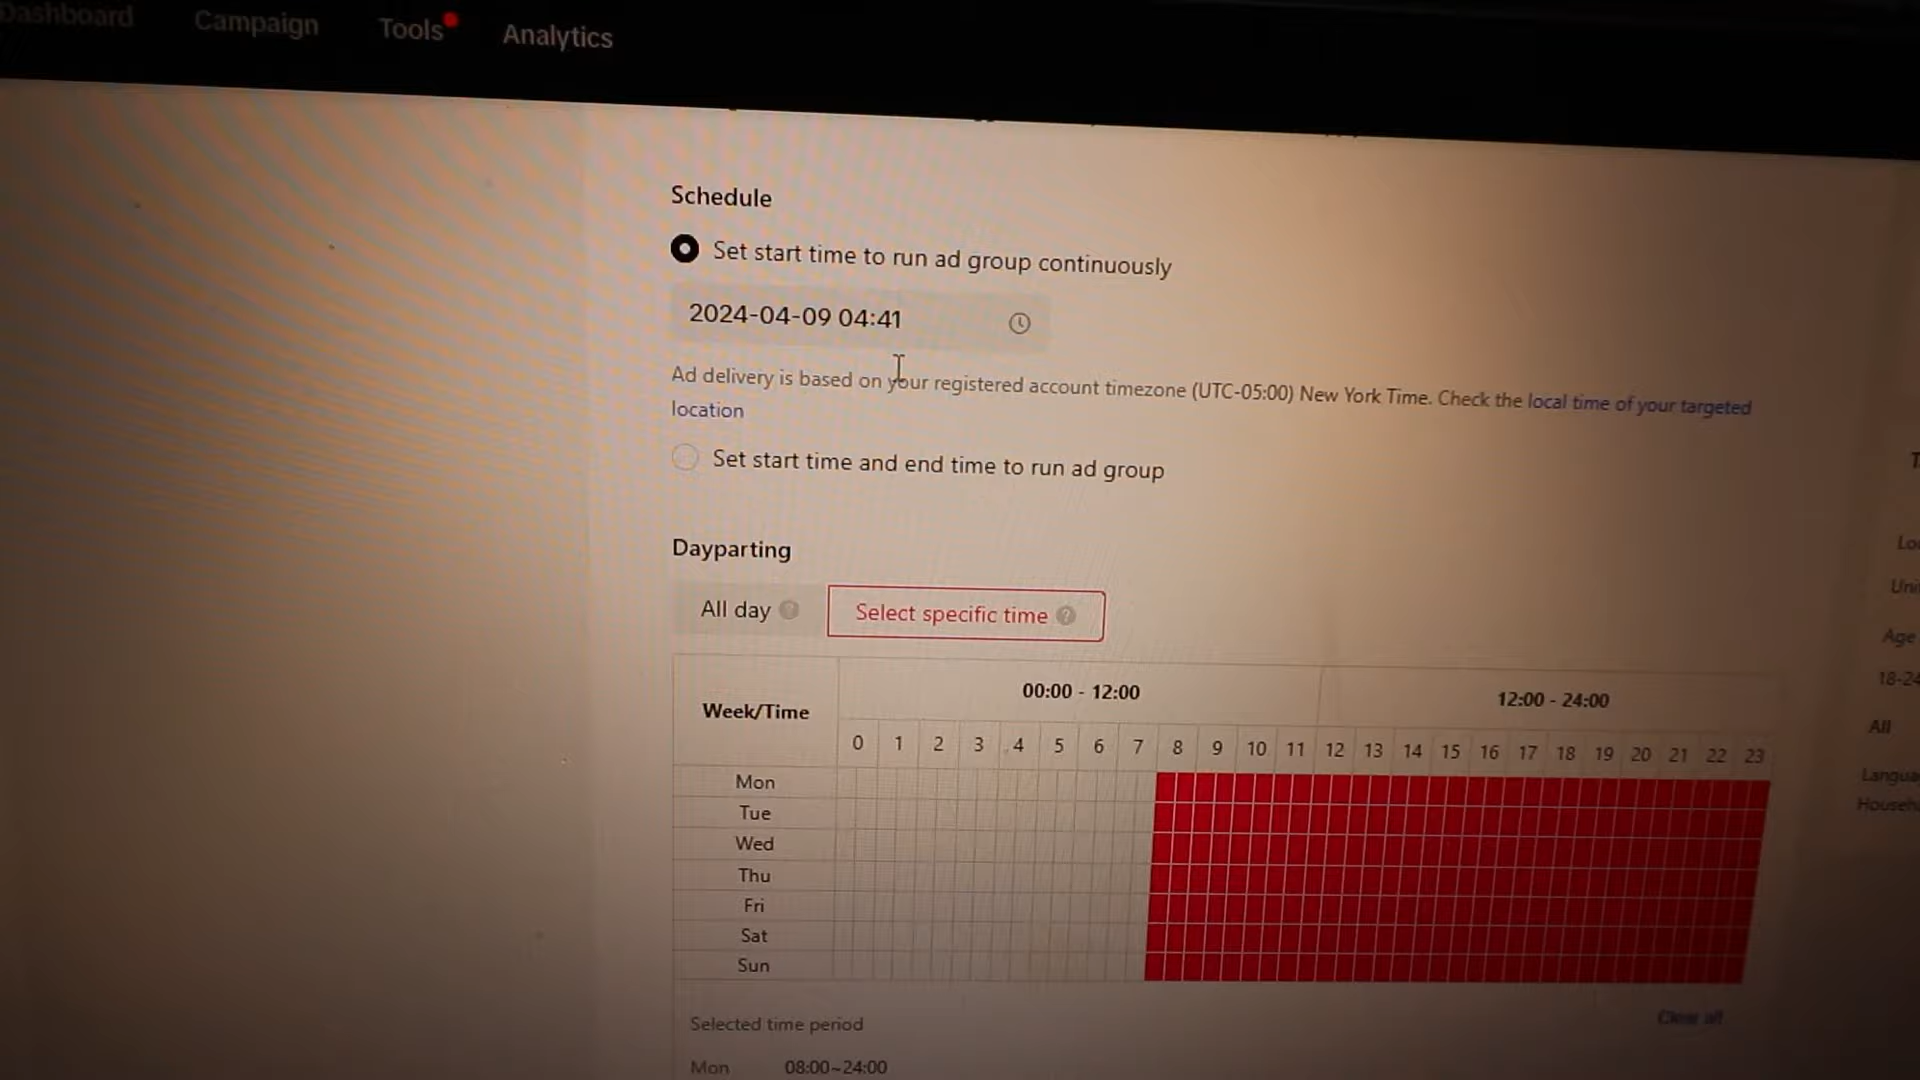 Dashboard Campaign Tools Analytics
Schedule
Set start time to run ad group continuously
2024-04-09 04:41
Ad delivery is based on your registered account timezone (UTC-05:00) New York Time. Check the local time of your targeted
location
Set start time and end time to run ad group
Dayparting
All day Select specific time
Week/Time 00:00 - 12:00 12:00 - 24:00
0 1 2 3 4 5 6 7 8 9 10 11 12 13 14 15 16 17 18 19 20 21 22 23
Mon
Tue
Wed
Thu
Fri
Sat
Sun
Selected time period Clear all
Mon 08:00~24:00
Age
18-24
All